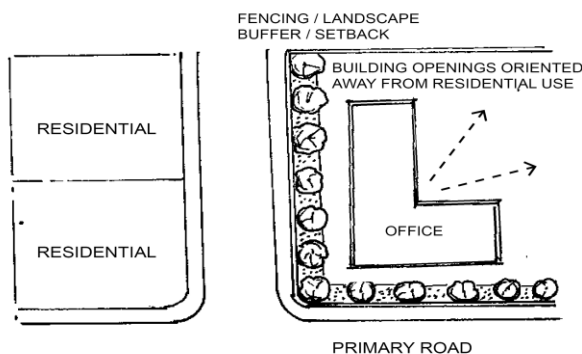 FENCING / LANDSCAPE
BUFFER / SETBACK
BUILDING OPENINGS ORIENTED
AWAY FROM RESIDENTIAL USE
RESIDENTIAL
RESIDENTIAL
OFFICE
PRIMARY ROAD